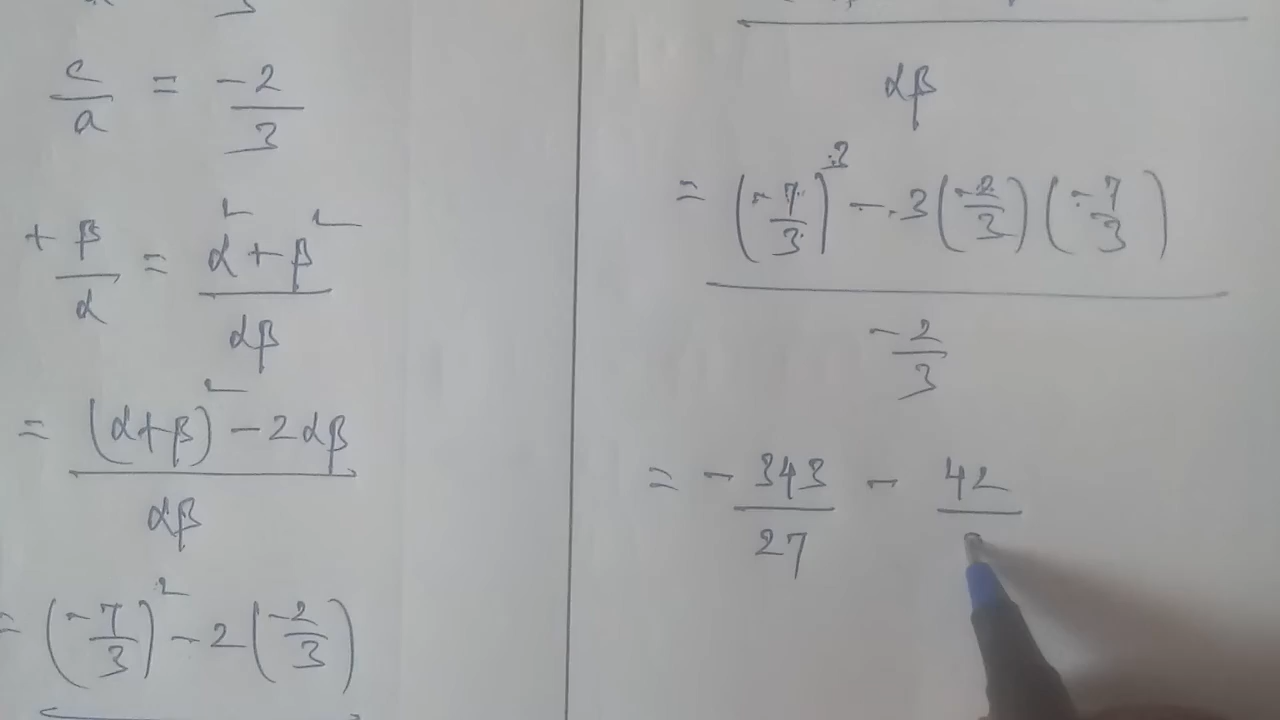 c/a = -2/3
+ β/α = α² + β² / αβ
= (α+β)² - 2αβ / αβ
= (-7/3)² - 2(-2/3)
αβ
= (-7/3)³ - 3(-2/3)(-7/3) / -2/3
= - 343/27 - 42/